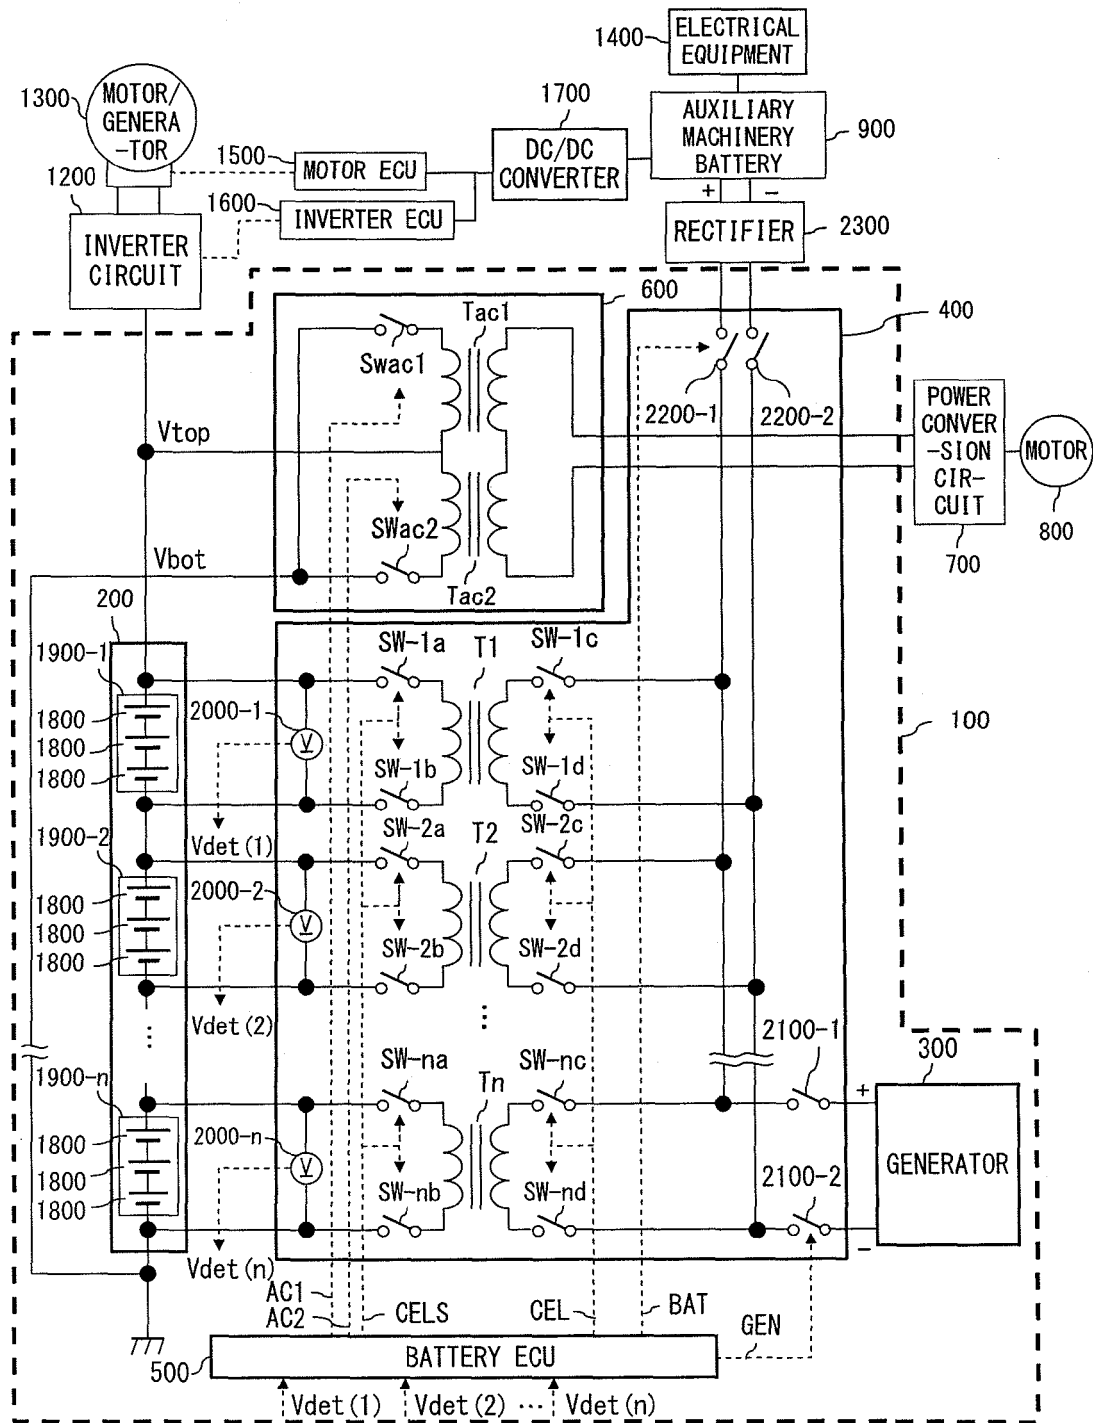 1400
ELECTRICAL
EQUIPMENT
1300
MOTOR/
GENERA
-TOR
1700
AUXILIARY
MACHINERY
BATTERY
900
1500
MOTOR ECU
DC/DC
CONVERTER
1200
1600
INVERTER ECU
+
−
INVERTER
CIRCUIT
RECTIFIER
2300
600
400
Tac1
Swac1
2200-1
2200-2
POWER
CONVER
-SION
CIR-
CUIT
MOTOR
800
700
Vtop
SWac2
Vbot
Tac2
200
1900-1
SW-1a
T1
SW-1c
100
1800
1800
1800
2000-1
V
SW-1b
SW-1d
Vdet(1)
SW-2a
T2
SW-2c
1900-2
1800
1800
1800
2000-2
V
SW-2b
SW-2d
Vdet(2)
...
...
2100-1
1900-n
SW-na
Tn
SW-nc
300
+
1800
1800
1800
2000-n
V
SW-nb
SW-nd
2100-2
GENERATOR
−
Vdet(n)
AC1
AC2
CELS
CEL
BAT
GEN
500
BATTERY ECU
Vdet(1) Vdet(2) ... Vdet(n)